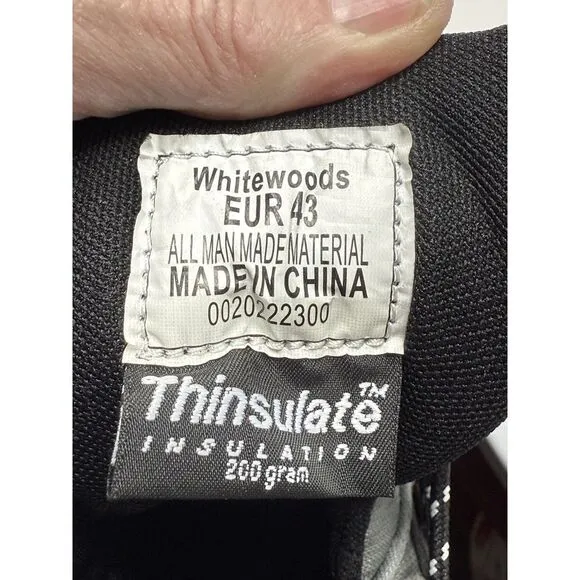 Whitewoods
EUR 43
ALL MAN MADE MATERIAL
MADE IN CHINA
0020222300
Thinsulate™
INSULATION
200 gram